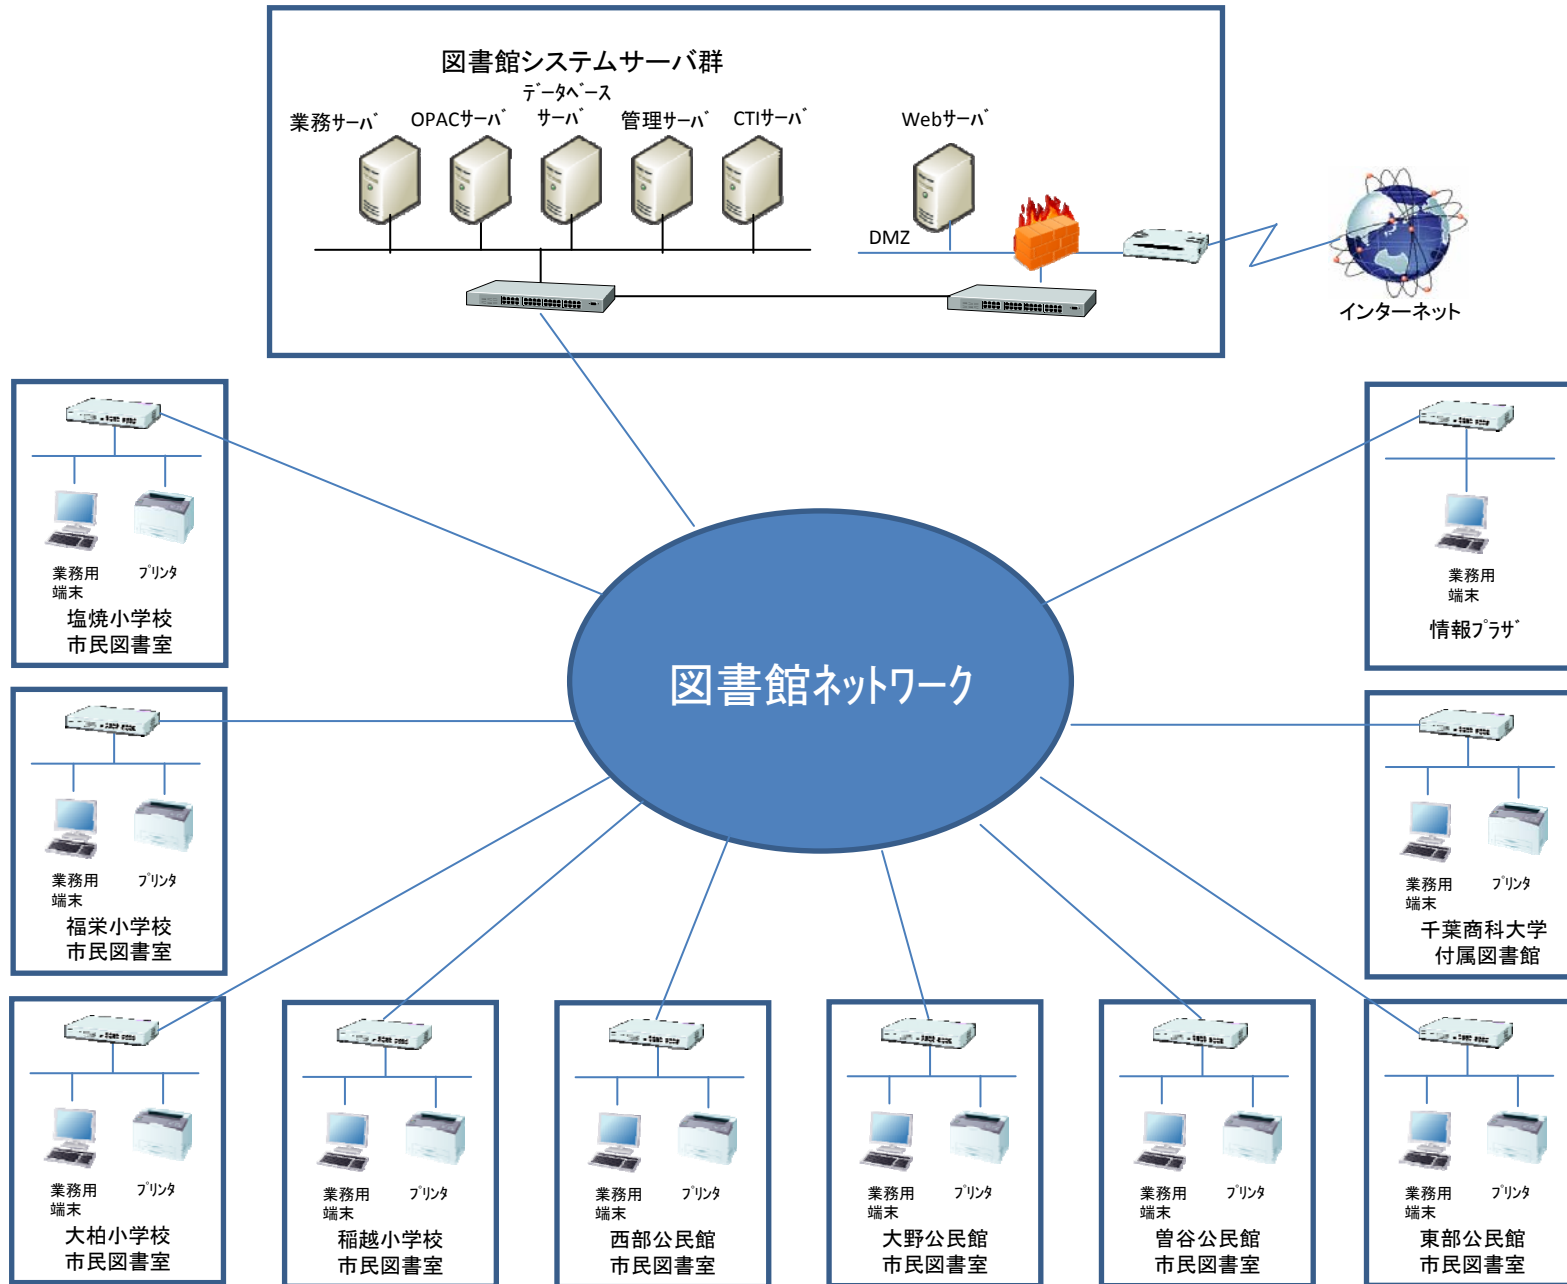 図書館システムサーバ群
業務ｻｰﾊﾞ
OPACｻｰﾊﾞ
ﾃﾞｰﾀﾍﾞｰｽ
ｻｰﾊﾞ
管理ｻｰﾊﾞ
CTIｻｰﾊﾞ
Webｻｰﾊﾞ
DMZ
インターネット
業務用
端末
ﾌﾟﾘﾝﾀ
塩焼小学校
市民図書室
業務用
端末
情報ﾌﾟﾗｻﾞ
図書館ﾈｯﾄﾜｰｸ
業務用
端末
ﾌﾟﾘﾝﾀ
福栄小学校
市民図書室
業務用
端末
ﾌﾟﾘﾝﾀ
千葉商科大学
付属図書館
業務用
端末
ﾌﾟﾘﾝﾀ
大柏小学校
市民図書室
業務用
端末
ﾌﾟﾘﾝﾀ
稲越小学校
市民図書室
業務用
端末
ﾌﾟﾘﾝﾀ
西部公民館
市民図書室
業務用
端末
ﾌﾟﾘﾝﾀ
大野公民館
市民図書室
業務用
端末
ﾌﾟﾘﾝﾀ
曽谷公民館
市民図書室
業務用
端末
ﾌﾟﾘﾝﾀ
東部公民館
市民図書室